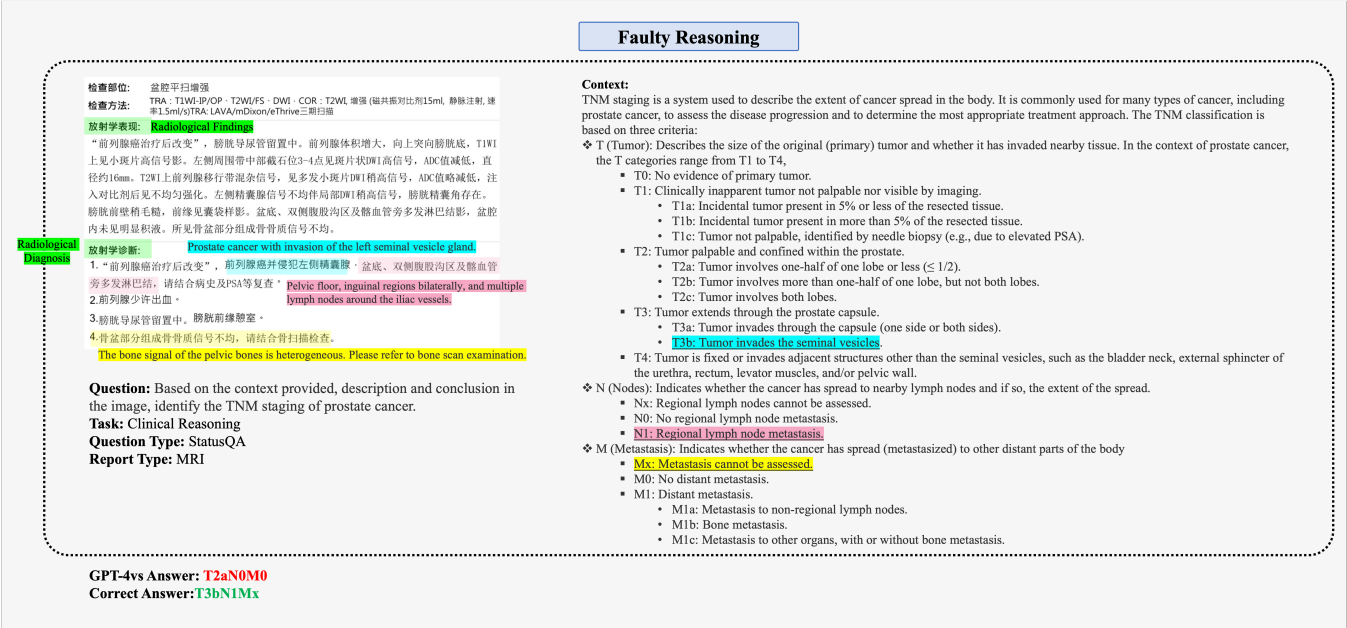 Faulty Reasoning
检查部位: 盆腔平扫增强
检查方法: TRA：T1WI-IP/OP、T2WI/FS、DWI、COR：T2WI, 增强 (磁共振对比剂15ml, 静脉注射, 速
率1.5ml/s)TRA: LAVA/mDixon/eThrive三期扫描
放射学表现: Radiological Findings
“前列腺癌治疗后改变”，膀胱导尿管留置中。前列腺体积增大，向上突向膀胱底，T1WI
上见小斑片高信号影。左侧周围带中部截石位3-4点见斑片状DWI高信号，ADC值减低，直
径约16mm。T2WI上前列腺移行带混杂信号，见多发小斑片DWI稍高信号，ADC值略减低，注
入对比剂后见不均匀强化。左侧精囊腺信号不均伴局部DWI稍高信号，膀胱精囊角存在。
膀胱前壁稍毛糙，前缘见囊袋样影。盆底、双侧腹股沟区及髂血管旁多发淋巴结影，盆腔
内未见明显积液。所见骨盆部分组成骨骨质信号不均。
Radiological
Diagnosis
放射学诊断:
Prostate cancer with invasion of the left seminal vesicle gland.
1.“前列腺癌治疗后改变”，前列腺癌并侵犯左侧精囊腺、盆底、双侧腹股沟区及髂血管
旁多发淋巴结，请结合病史及PSA等复查。
Pelvic floor, inguinal regions bilaterally, and multiple
lymph nodes around the iliac vessels.
2.前列腺少许出血。
3.膀胱导尿管留置中。膀胱前缘憩室。
4.骨盆部分组成骨骨质信号不均，请结合骨扫描检查。
The bone signal of the pelvic bones is heterogeneous. Please refer to bone scan examination.
Question: Based on the context provided, description and conclusion in
the image, identify the TNM staging of prostate cancer.
Task: Clinical Reasoning
Question Type: StatusQA
Report Type: MRI
Context:
TNM staging is a system used to describe the extent of cancer spread in the body. It is commonly used for many types of cancer, including
prostate cancer, to assess the disease progression and to determine the most appropriate treatment approach. The TNM classification is
based on three criteria:
❖ T (Tumor): Describes the size of the original (primary) tumor and whether it has invaded nearby tissue. In the context of prostate cancer,
the T categories range from T1 to T4,
▪ T0: No evidence of primary tumor.
▪ T1: Clinically inapparent tumor not palpable nor visible by imaging.
• T1a: Incidental tumor present in 5% or less of the resected tissue.
• T1b: Incidental tumor present in more than 5% of the resected tissue.
• T1c: Tumor not palpable, identified by needle biopsy (e.g., due to elevated PSA).
▪ T2: Tumor palpable and confined within the prostate.
• T2a: Tumor involves one-half of one lobe or less (≤ 1/2).
• T2b: Tumor involves more than one-half of one lobe, but not both lobes.
• T2c: Tumor involves both lobes.
▪ T3: Tumor extends through the prostate capsule.
• T3a: Tumor invades through the capsule (one side or both sides).
• T3b: Tumor invades the seminal vesicles.
▪ T4: Tumor is fixed or invades adjacent structures other than the seminal vesicles, such as the bladder neck, external sphincter of
the urethra, rectum, levator muscles, and/or pelvic wall.
❖ N (Nodes): Indicates whether the cancer has spread to nearby lymph nodes and if so, the extent of the spread.
▪ Nx: Regional lymph nodes cannot be assessed.
▪ N0: No regional lymph node metastasis.
▪ N1: Regional lymph node metastasis.
❖ M (Metastasis): Indicates whether the cancer has spread (metastasized) to other distant parts of the body
▪ Mx: Metastasis cannot be assessed.
▪ M0: No distant metastasis.
▪ M1: Distant metastasis.
• M1a: Metastasis to non-regional lymph nodes.
• M1b: Bone metastasis.
• M1c: Metastasis to other organs, with or without bone metastasis.
GPT-4vs Answer: T2aN0M0
Correct Answer:T3bN1Mx